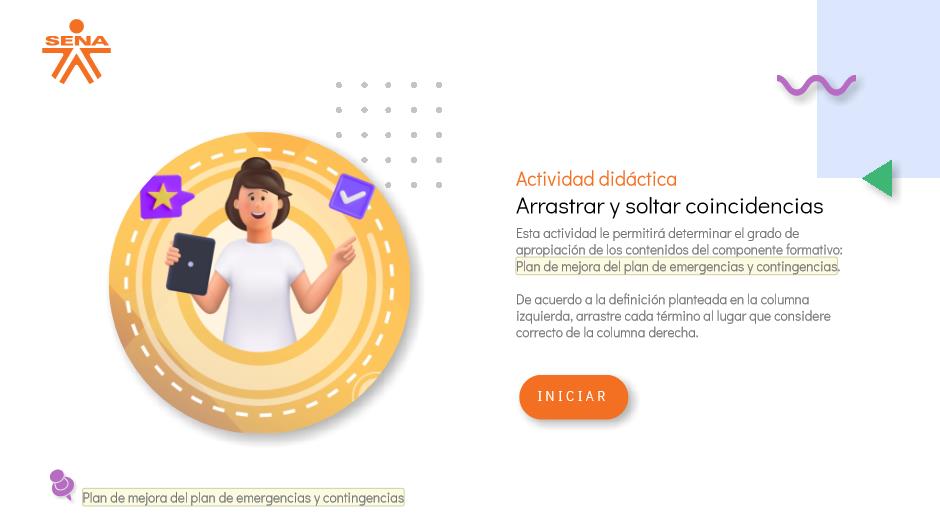 SENA
Actividad didáctica
Arrastrar y soltar coincidencias
Esta actividad le permitirá determinar el grado de
apropiación de los contenidos del componente formativo:
Plan de mejora del plan de emergencias y contingencias.
De acuerdo a la definición planteada en la columna
izquierda, arrastre cada término al lugar que considere
correcto de la columna derecha.
INICIAR
Plan de mejora del plan de emergencias y contingencias